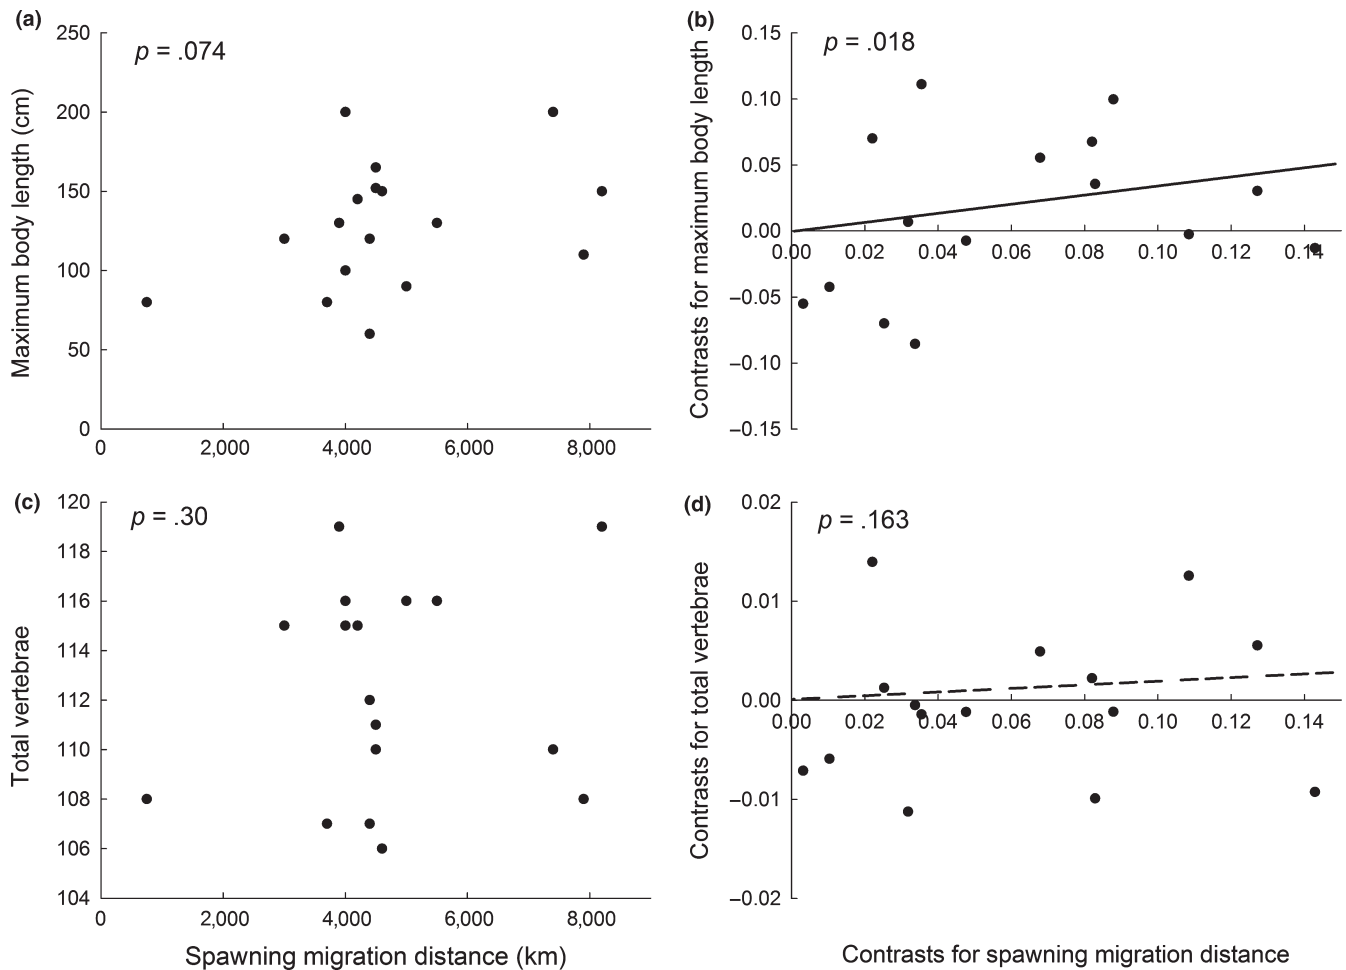 (a)
p = .074
Maximum body length (cm)
250
200
150
100
50
0
0 2,000 4,000 6,000 8,000
(b)
p = .018
Contrasts for maximum body length
0.15
0.10
0.05
0.00
−0.05
−0.10
−0.15
0.00 0.02 0.04 0.06 0.08 0.10 0.12 0.14
(c)
p = .30
Total vertebrae
120
118
116
114
112
110
108
106
104
0 2,000 4,000 6,000 8,000
Spawning migration distance (km)
(d)
p = .163
Contrasts for total vertebrae
0.02
0.01
0.00
−0.01
−0.02
0.00 0.02 0.04 0.06 0.08 0.10 0.12 0.14
Contrasts for spawning migration distance